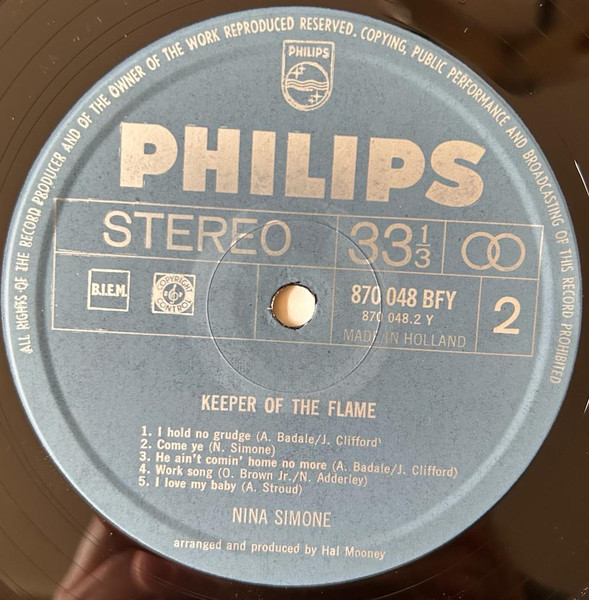 ALL RIGHTS OF THE RECORD PRODUCER AND OF THE OWNER OF THE WORK REPRODUCED RESERVED. COPYING, PUBLIC PERFORMANCE AND BROADCASTING OF THIS RECORD PROHIBITED
PHILIPS
PHILIPS
STEREO 33 1/3
B.I.E.M. COPYRIGHT CONTROL 870 048 BFY 2
870 048.2 Y
MADE IN HOLLAND
KEEPER OF THE FLAME
1. I hold no grudge (A. Badale/J. Clifford)
2. Come ye (N. Simone)
3. He ain't comin' home no more (A. Badale/J. Clifford)
4. Work song (O. Brown Jr./N. Adderley)
5. I love my baby (A. Stroud)
NINA SIMONE
arranged and produced by Hal Mooney